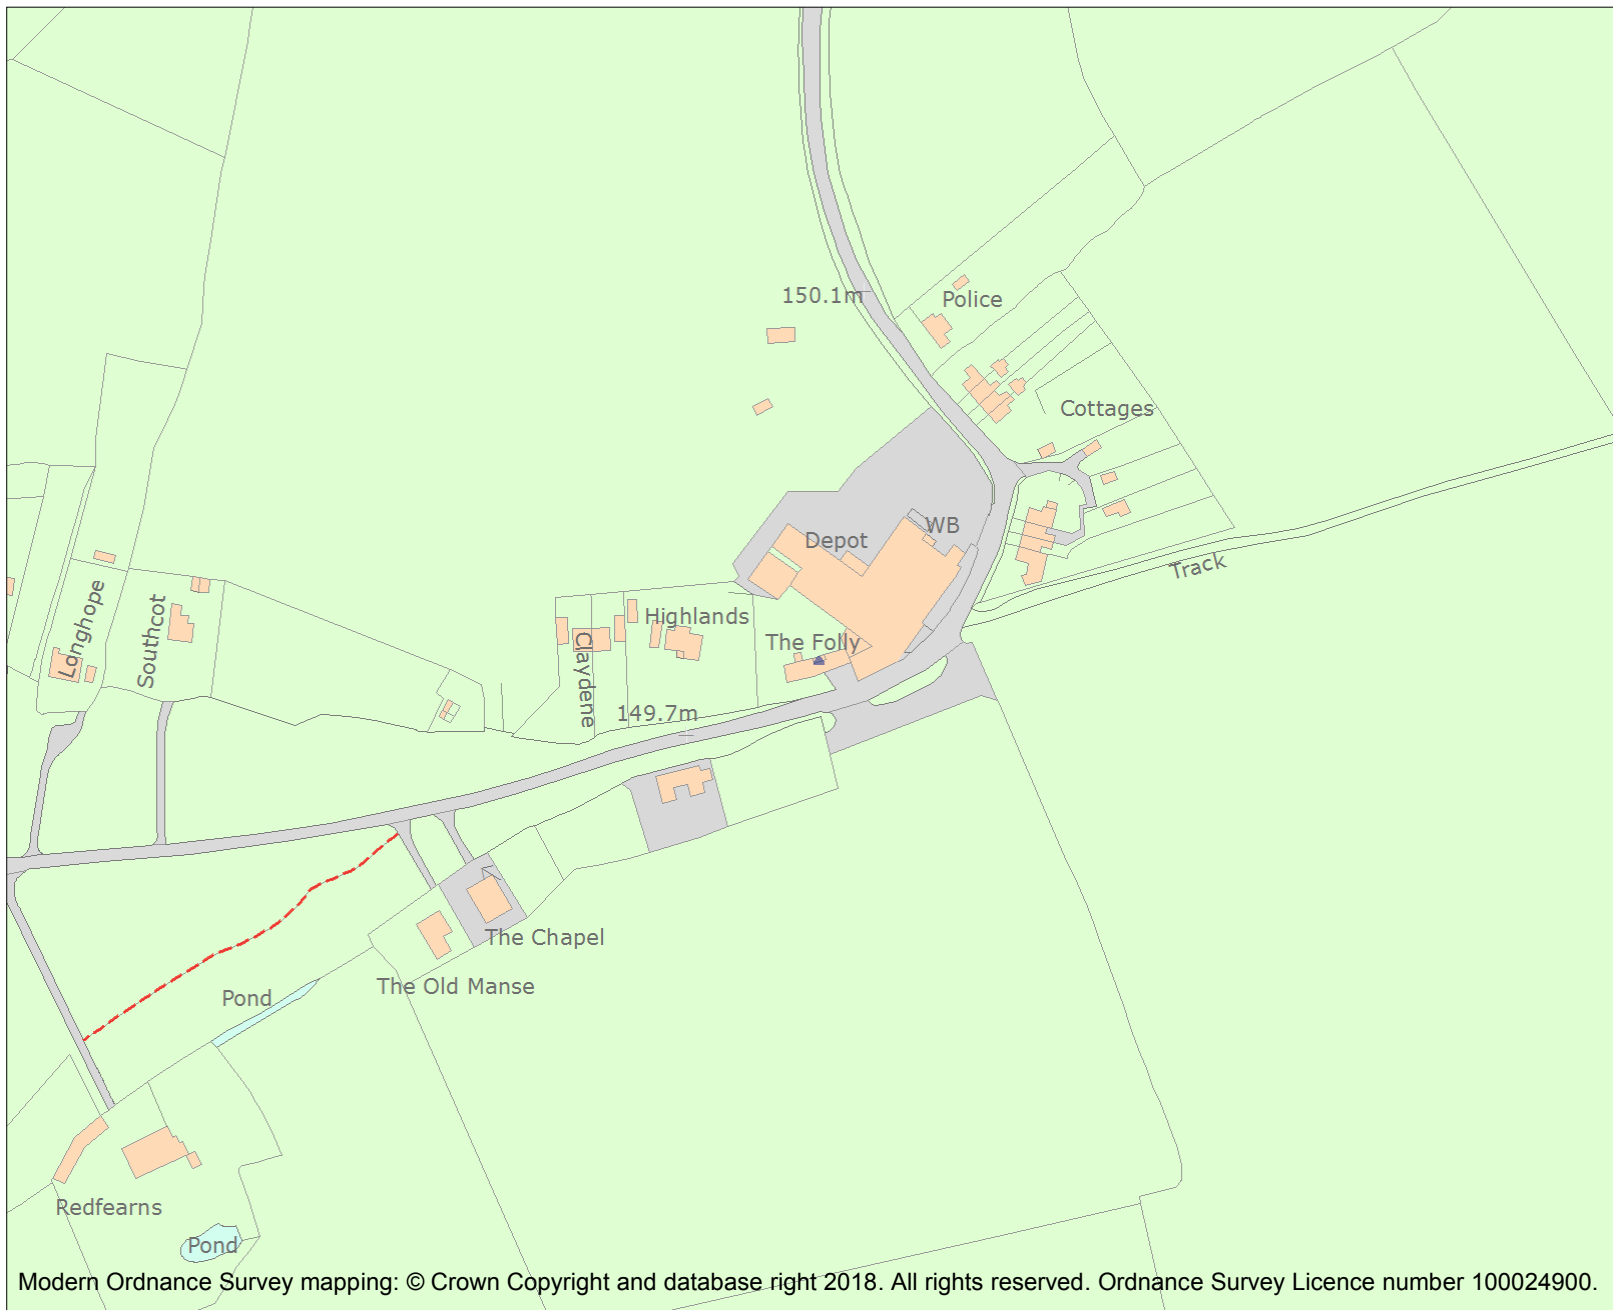 150.1m
Police
Cottages
WB
Depot
Track
Longhope
Southcot
Highlands
The Folly
Claydene
149.7m
The Chapel
The Old Manse
Pond
Redfearns
Pond
Modern Ordnance Survey mapping: © Crown Copyright and database right 2018. All rights reserved. Ordnance Survey Licence number 100024900.